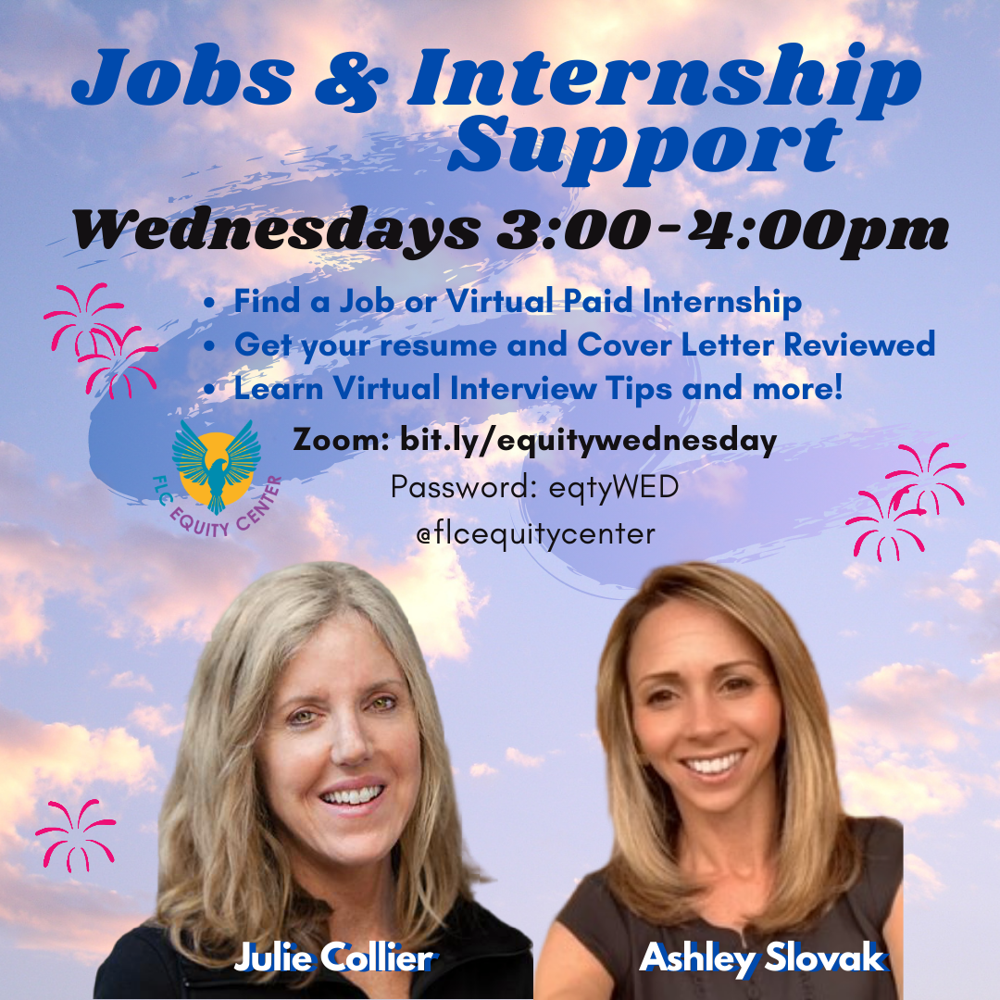 Jobs & Internship
Support
Wednesdays 3:00-4:00pm
• Find a Job or Virtual Paid Internship
• Get your resume and Cover Letter Reviewed
• Learn Virtual Interview Tips and more!
Zoom: bit.ly/equitywednesday
Password: eqtyWED
@flcequitycenter
FLC EQUITY CENTER
Julie Collier
Ashley Slovak